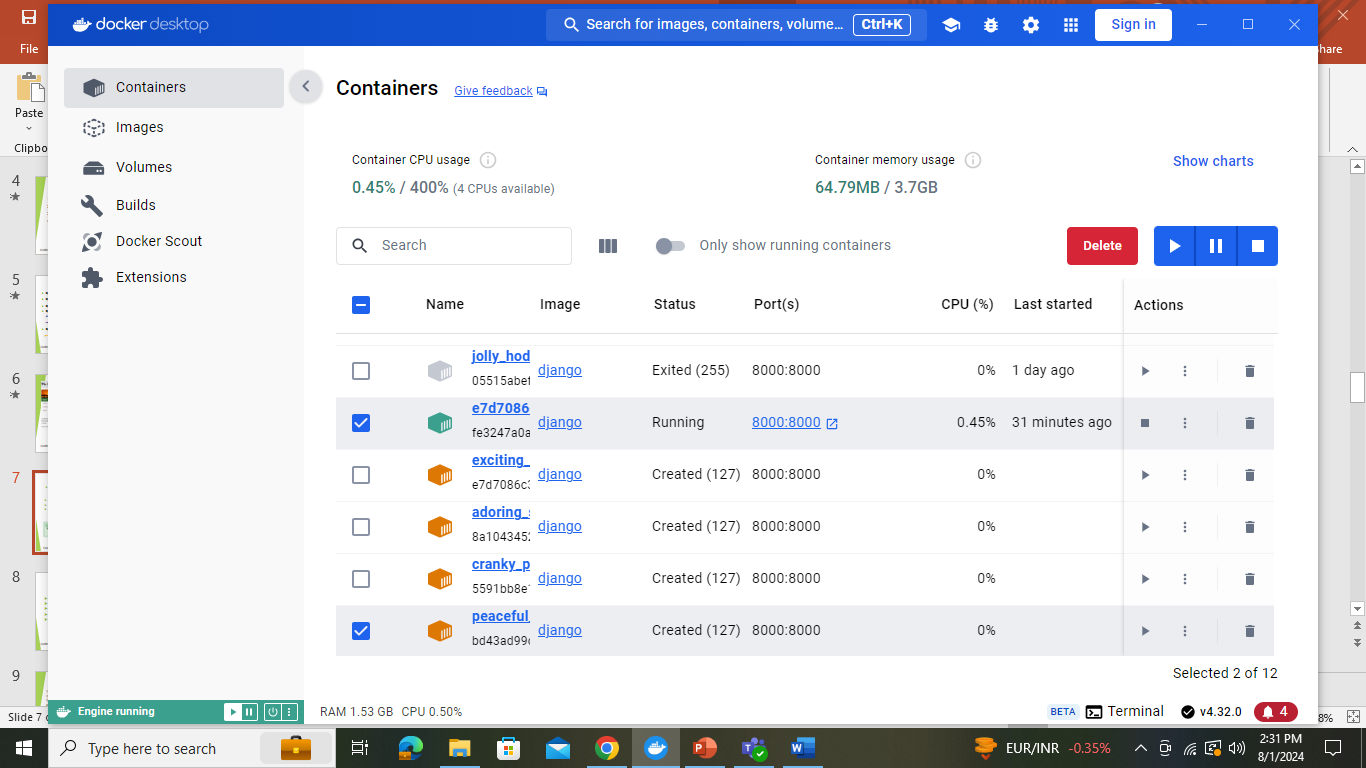 docker desktop
Search for images, containers, volume...
Ctrl+K
Sign in
File
Share
Paste
Clipbo
4
5
6
7
8
9
Slide 7
8%
Containers
Images
Volumes
Builds
Docker Scout
Extensions
Containers
Give feedback
Container CPU usage
0.45% / 400% (4 CPUs available)
Container memory usage
64.79MB / 3.7GB
Show charts
Search
Only show running containers
Delete
Name Image Status Port(s) CPU (%) Last started Actions
jolly_hod
05515abef
django Exited (255) 8000:8000 0% 1 day ago
e7d7086
fe3247a0a
django Running 8000:8000 0.45% 31 minutes ago
exciting_
e7d7086c3
django Created (127) 8000:8000 0%
adoring_s
8a1043452
django Created (127) 8000:8000 0%
cranky_p
5591bb8e
django Created (127) 8000:8000 0%
peaceful_
bd43ad99
django Created (127) 8000:8000 0%
Selected 2 of 12
Engine running
RAM 1.53 GB CPU 0.50%
BETA
Terminal
v4.32.0
4
Type here to search
EUR/INR -0.35%
2:31 PM
8/1/2024